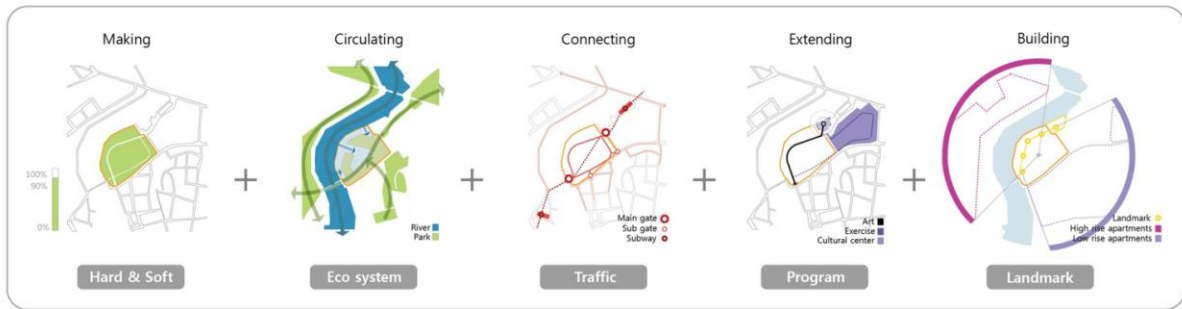 Making
Circulating
Connecting
Extending
Building
100%
90%
0%
River
Park
Main gate
Sub gate
Subway
Art
Exercise
Cultural center
Landmark
High rise apartments
Low rise apartments
+
+
+
+
Hard & Soft
Eco system
Traffic
Program
Landmark